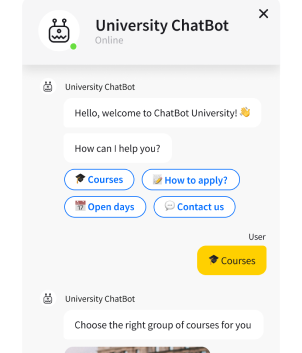 University ChatBot
Online
University ChatBot
Hello, welcome to ChatBot University! 👋
How can I help you?
🎓 Courses
📝 How to apply?
📅 Open days
💬 Contact us
User
🎓 Courses
University ChatBot
Choose the right group of courses for you